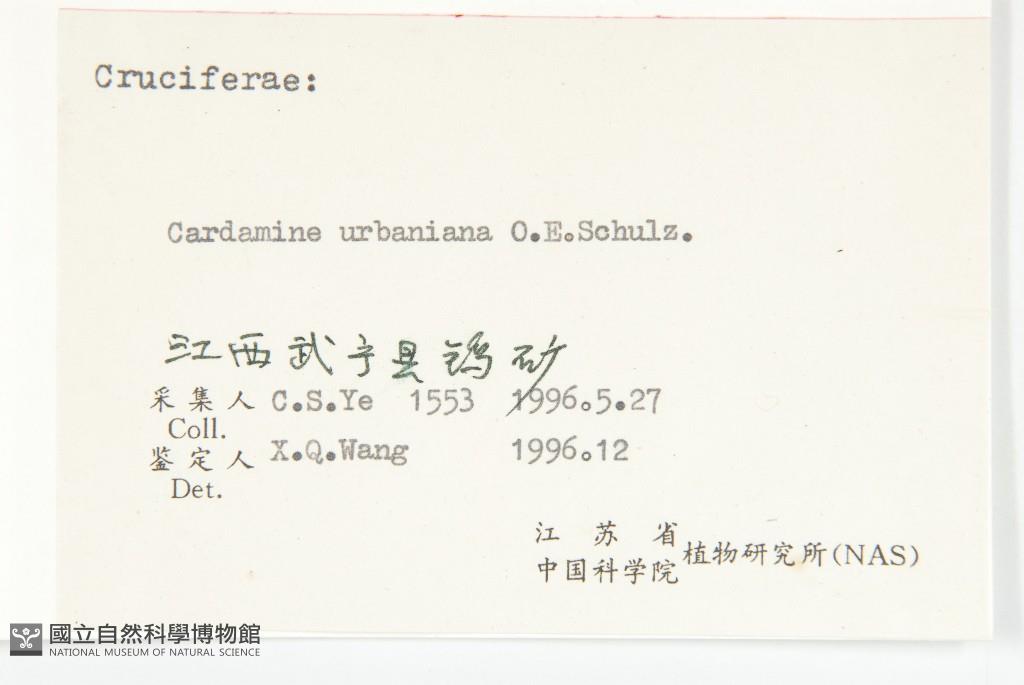 Cruciferae:
Cardamine urbaniana O.E.Schulz.
江西武宁县钨砂
采集人 C.S.Ye 1553 1996.5.27
Coll.
鉴定人 X.Q.Wang 1996.12
Det.
江苏省
中国科学院 植物研究所(NAS)
國立自然科學博物館
NATIONAL MUSEUM OF NATURAL SCIENCE